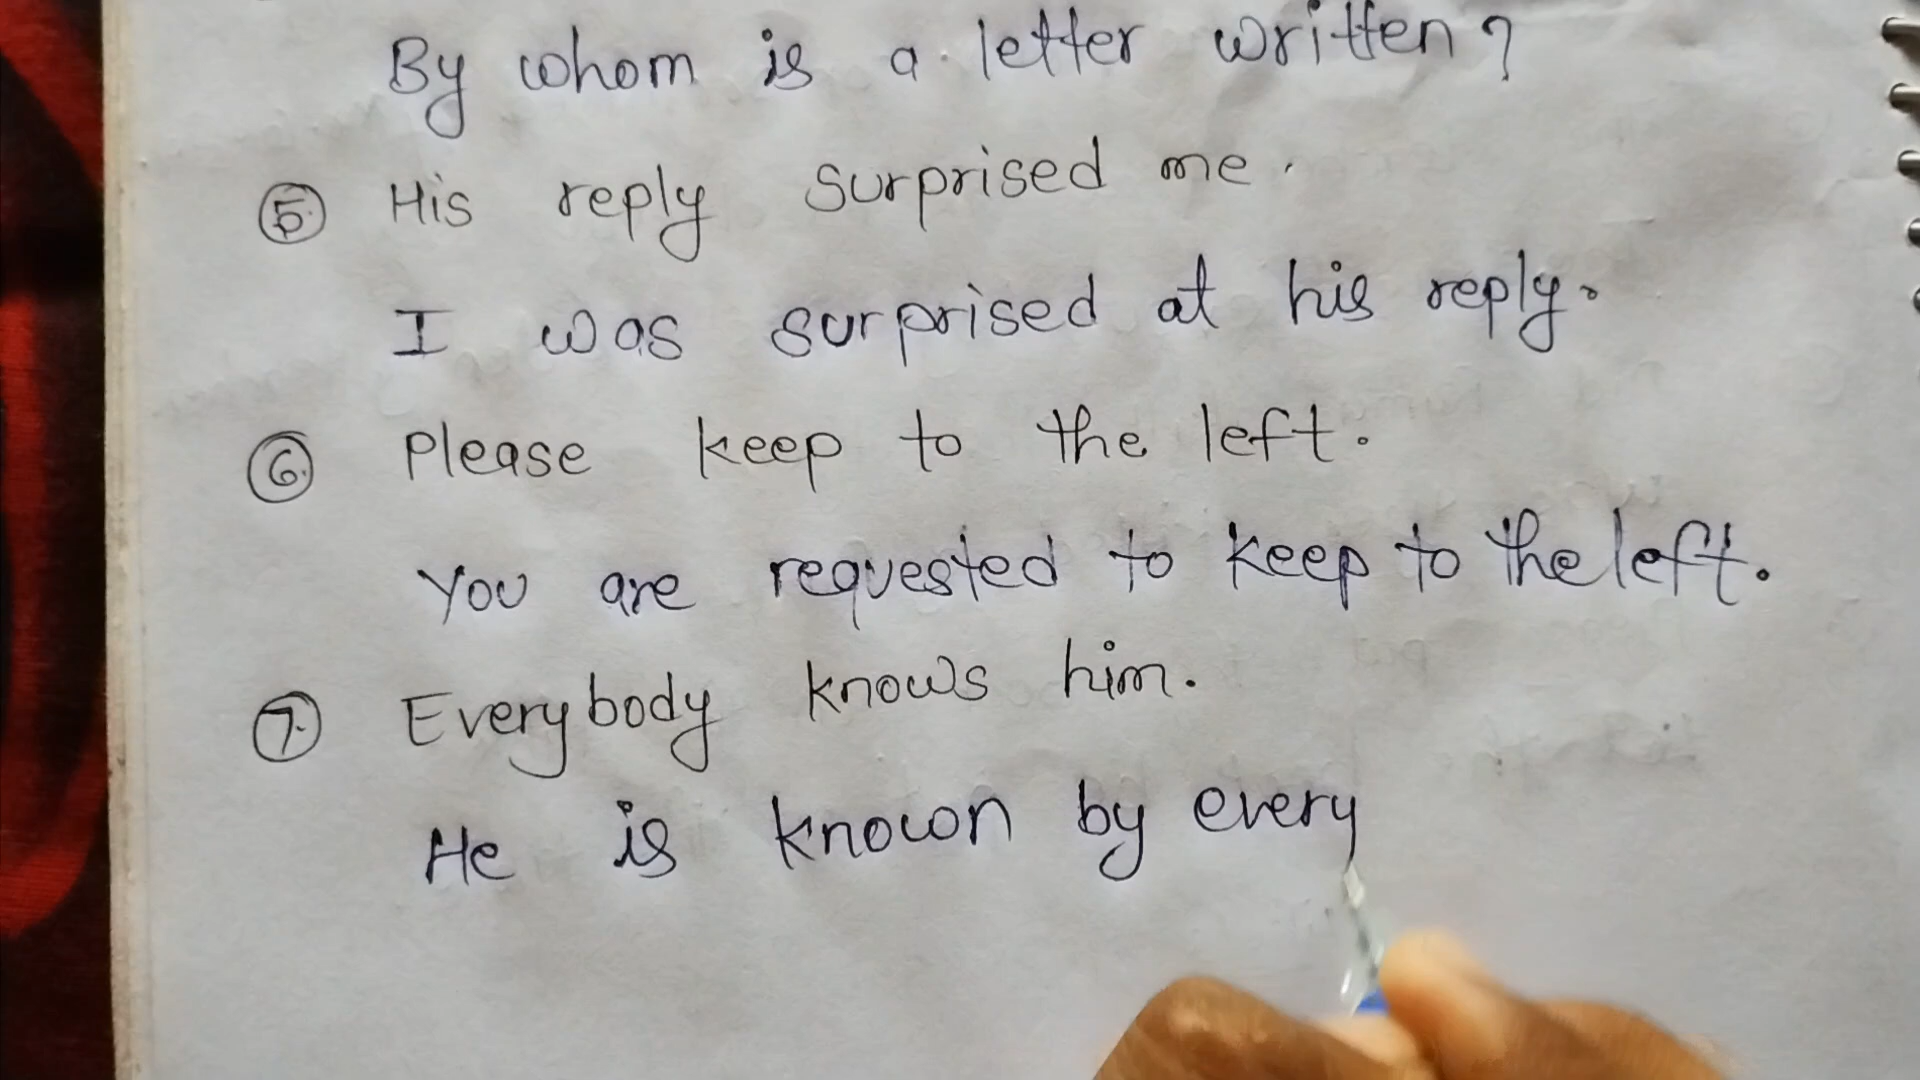 By whom is a letter written?
5. His reply surprised me.
I was surprised at his reply.
6. Please keep to the left.
You are requested to keep to the left.
7. Everybody knows him.
He is known by every